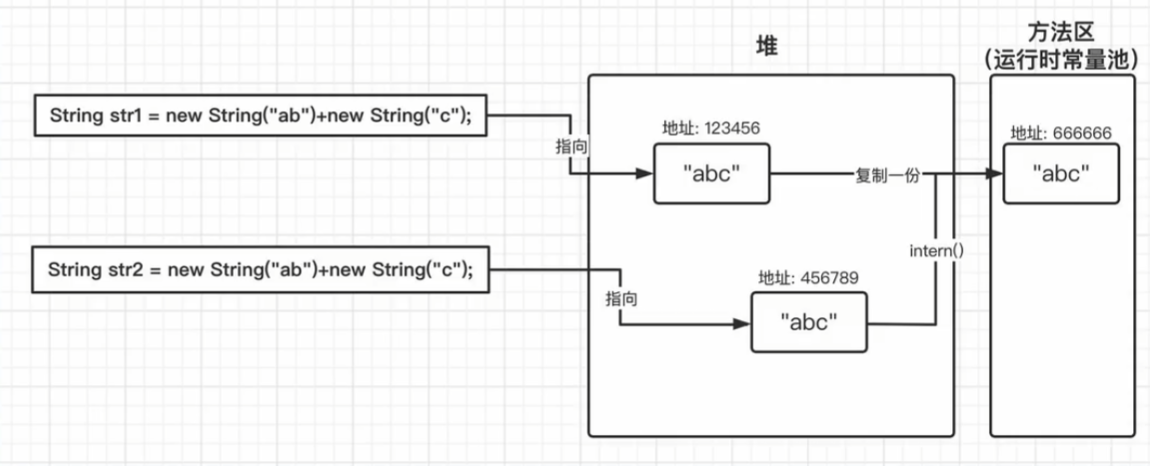 堆
方法区
(运行时常量池)
String str1 = new String("ab")+new String("c");
指向
地址: 123456
"abc"
复制一份
地址: 666666
"abc"
intern()
String str2 = new String("ab")+new String("c");
指向
地址: 456789
"abc"